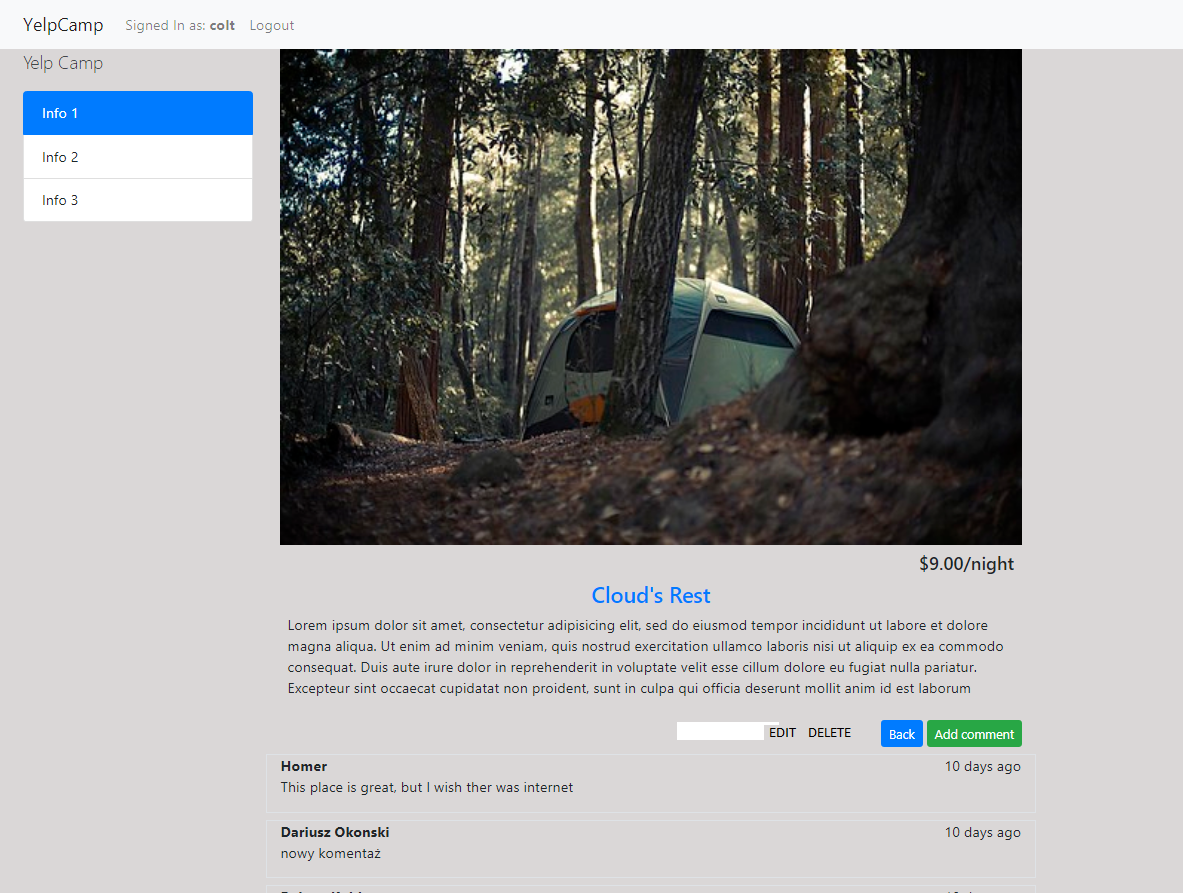 YelpCamp Signed In as: colt Logout
Yelp Camp
Info 1
Info 2
Info 3
$9.00/night
Cloud's Rest
Lorem ipsum dolor sit amet, consectetur adipisicing elit, sed do eiusmod tempor incididunt ut labore et dolore
magna aliqua. Ut enim ad minim veniam, quis nostrud exercitation ullamco laboris nisi ut aliquip ex ea commodo
consequat. Duis aute irure dolor in reprehenderit in voluptate velit esse cillum dolore eu fugiat nulla pariatur.
Excepteur sint occaecat cupidatat non proident, sunt in culpa qui officia deserunt mollit anim id est laborum
EDIT DELETE Back Add comment
Homer 10 days ago
This place is great, but I wish ther was internet
Dariusz Okonski 10 days ago
nowy komentaż